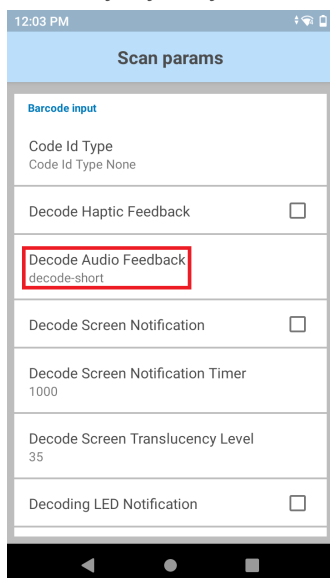 12:03 PM
Scan params
Barcode input
Code Id Type
Code Id Type None
Decode Haptic Feedback
Decode Audio Feedback
decode-short
Decode Screen Notification
Decode Screen Notification Timer
1000
Decode Screen Translucency Level
35
Decoding LED Notification